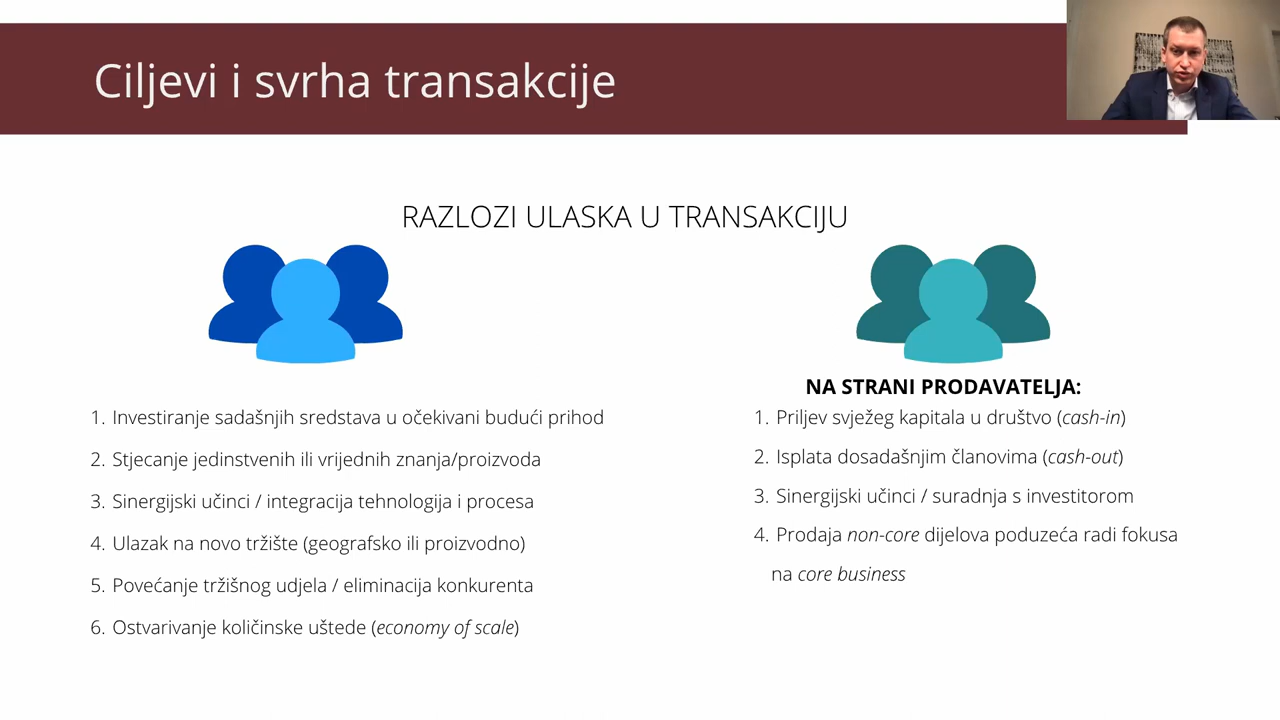 Ciljevi i svrha transakcije
RAZLOZI ULASKA U TRANSAKCIJU
1. Investiranje sadašnjih sredstava u očekivani budući prihod
2. Stjecanje jedinstvenih ili vrijednih znanja/proizvoda
3. Sinergijski učinci / integracija tehnologija i procesa
4. Ulazak na novo tržište (geografsko ili proizvodno)
5. Povećanje tržišnog udjela / eliminacija konkurenta
6. Ostvarivanje količinske uštede (economy of scale)
NA STRANI PRODAVATELJA:
1. Priljev svježeg kapitala u društvo (cash-in)
2. Isplata dosadašnjim članovima (cash-out)
3. Sinergijski učinci / suradnja s investitorom
4. Prodaja non-core dijelova poduzeća radi fokusa
na core business